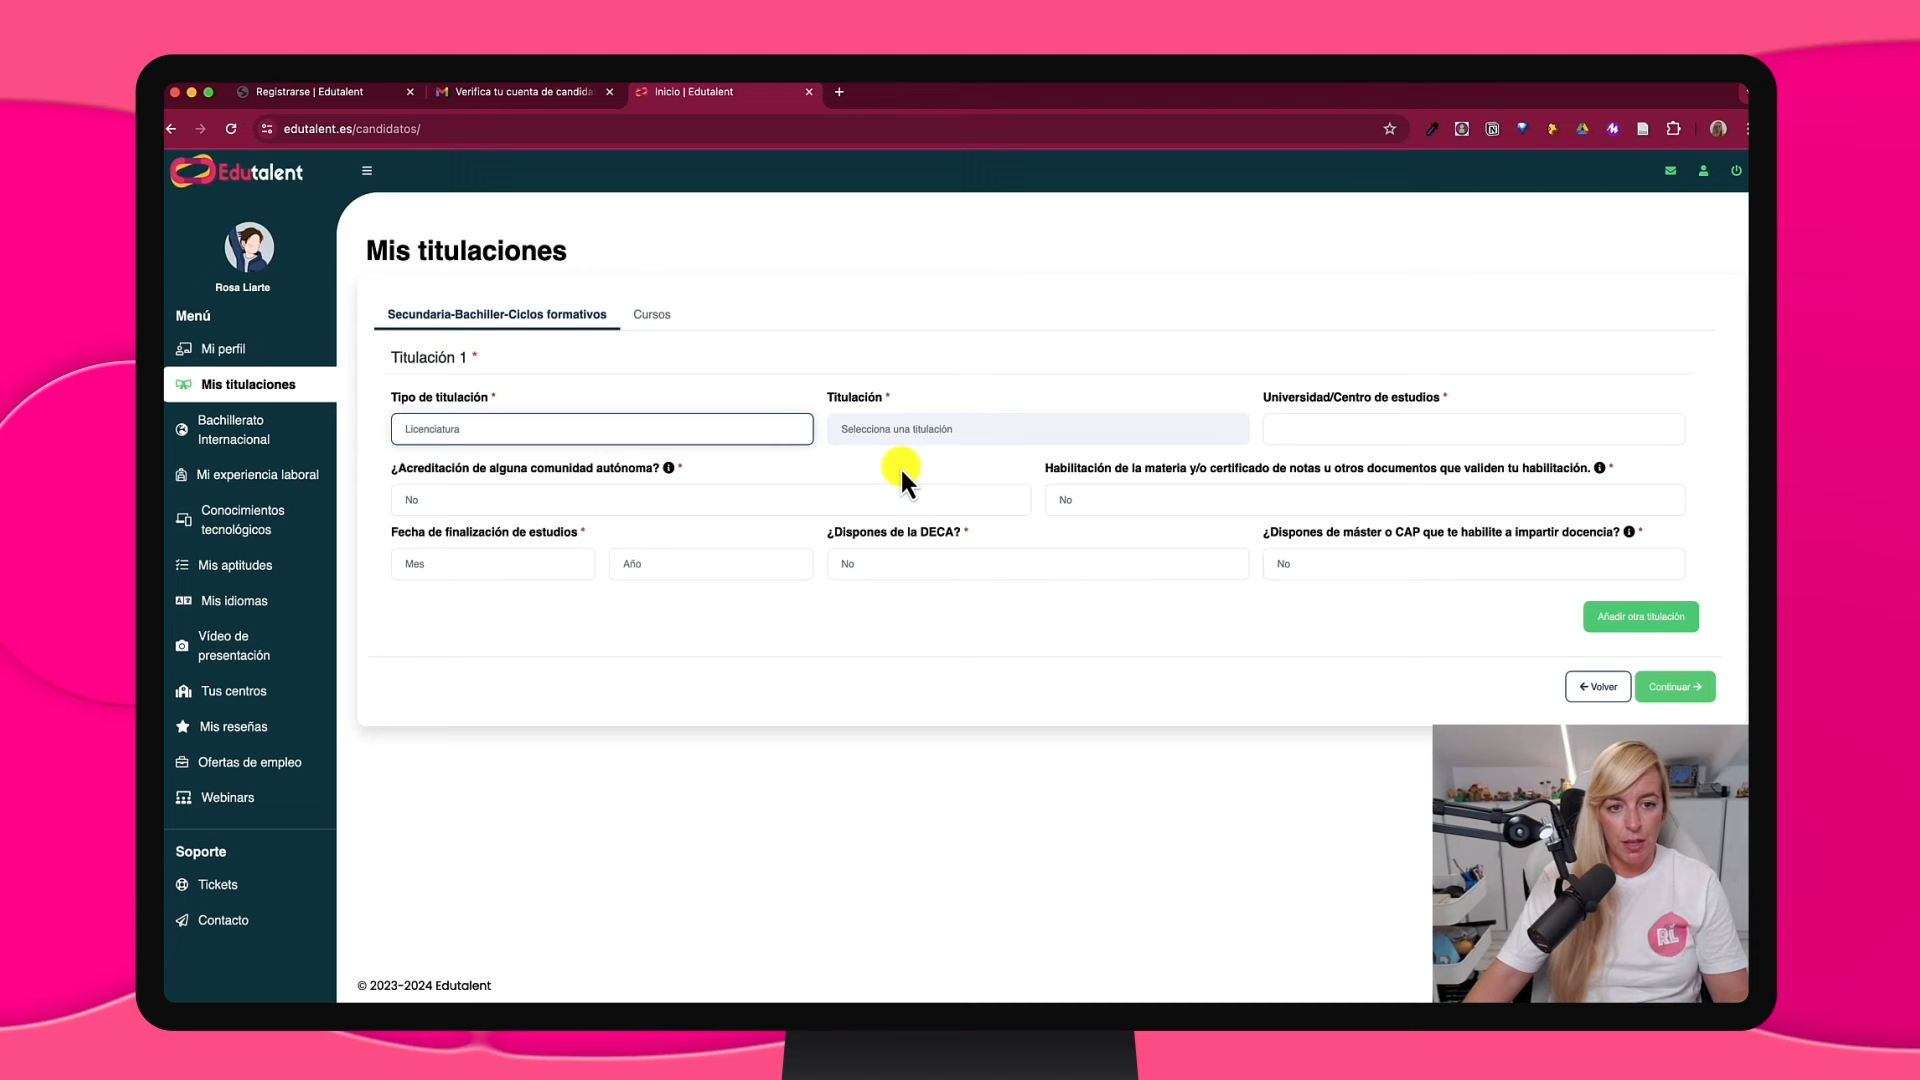 Registrarse | Edutalent
Verifica tu cuenta de candida
Inicio | Edutalent
edutalent.es/candidatos/
Edutalent
Rosa Liarte
Menú
Mi perfil
Mis titulaciones
Bachillerato
Internacional
Mi experiencia laboral
Conocimientos
tecnológicos
Mis aptitudes
Mis idiomas
Vídeo de
presentación
Tus centros
Mis reseñas
Ofertas de empleo
Webinars
Soporte
Tickets
Contacto
Mis titulaciones
Secundaria-Bachiller-Ciclos formativos
Cursos
Titulación 1 *
Tipo de titulación *
Titulación *
Universidad/Centro de estudios *
Licenciatura
Selecciona una titulación
¿Acreditación de alguna comunidad autónoma? *
Habilitación de la materia y/o certificado de notas u otros documentos que validen tu habilitación. *
No
No
Fecha de finalización de estudios *
¿Dispones de la DECA? *
¿Dispones de máster o CAP que te habilite a impartir docencia? *
Mes
Año
No
No
Añadir otra titulación
Volver
Continuar
RL
© 2023-2024 Edutalent